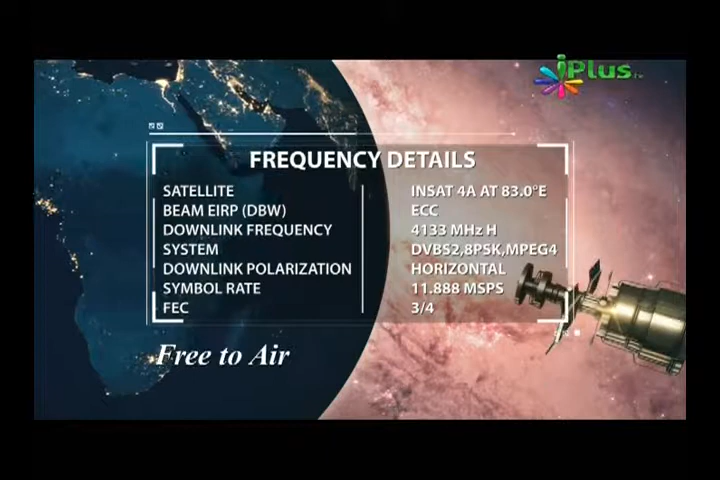 iPlus
FREQUENCY DETAILS
SATELLITE INSAT 4A AT 83.0°E
BEAM EIRP (DBW) ECC
DOWNLINK FREQUENCY 4133 MHz H
SYSTEM DVBS2,8PSK,MPEG4
DOWNLINK POLARIZATION HORIZONTAL
SYMBOL RATE 11.888 MSPS
FEC 3/4
Free to Air